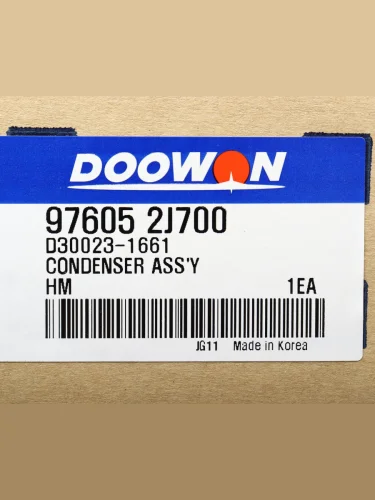 DOOWON
97605 2J700
D30023-1661
CONDENSER ASS'Y
HM 1EA
JG11 Made in Korea